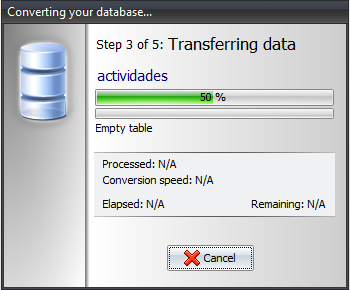 Converting your database...
Step 3 of 5: Transferring data
actividades
50 %
Empty table
Processed: N/A
Conversion speed: N/A
Elapsed: N/A Remaining: N/A
Cancel